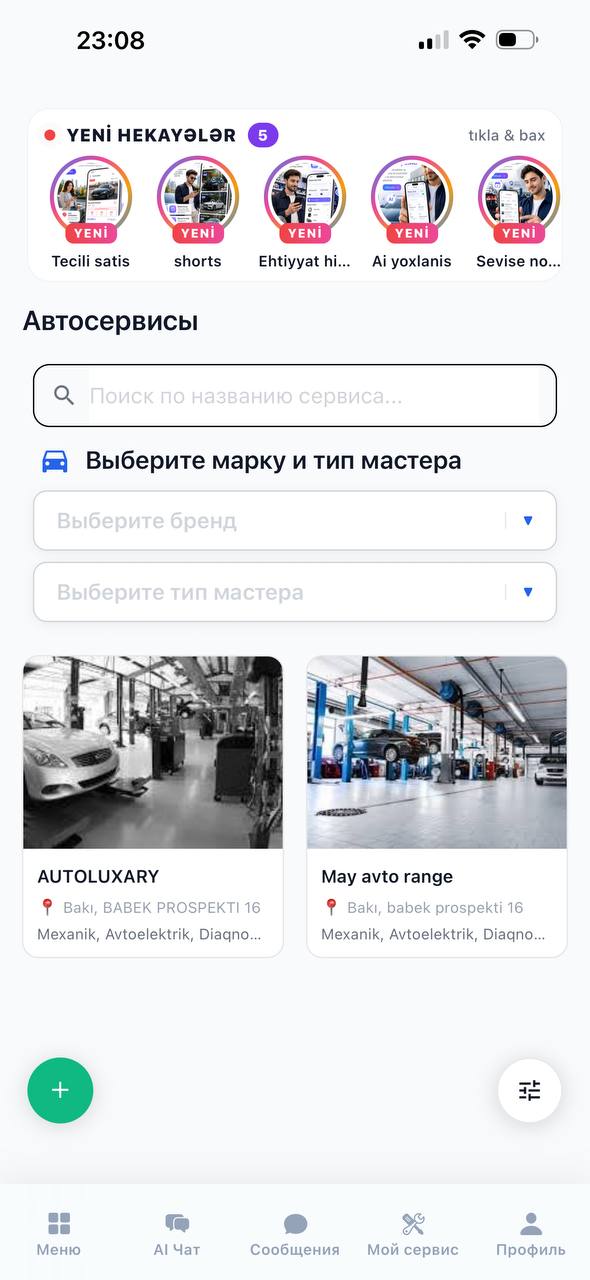 23:08
YENİ HEKAYƏLƏR 5 tıkla & bax
YENİ YENİ YENİ YENİ YENİ
Tecili satis shorts Ehtiyyat hi... Ai yoxlanis Sevise no...
Автосервисы
Поиск по названию сервиса...
Выберите марку и тип мастера
Выберите бренд
Выберите тип мастера
AUTOLUXARY
Bakı, BABEK PROSPEKTI 16
Mexanik, Avtoelektrik, Diaqno...
May avto range
Bakı, babek prospekti 16
Mexanik, Avtoelektrik, Diaqno...
Меню AI Чат Сообщения Мой сервис Профиль